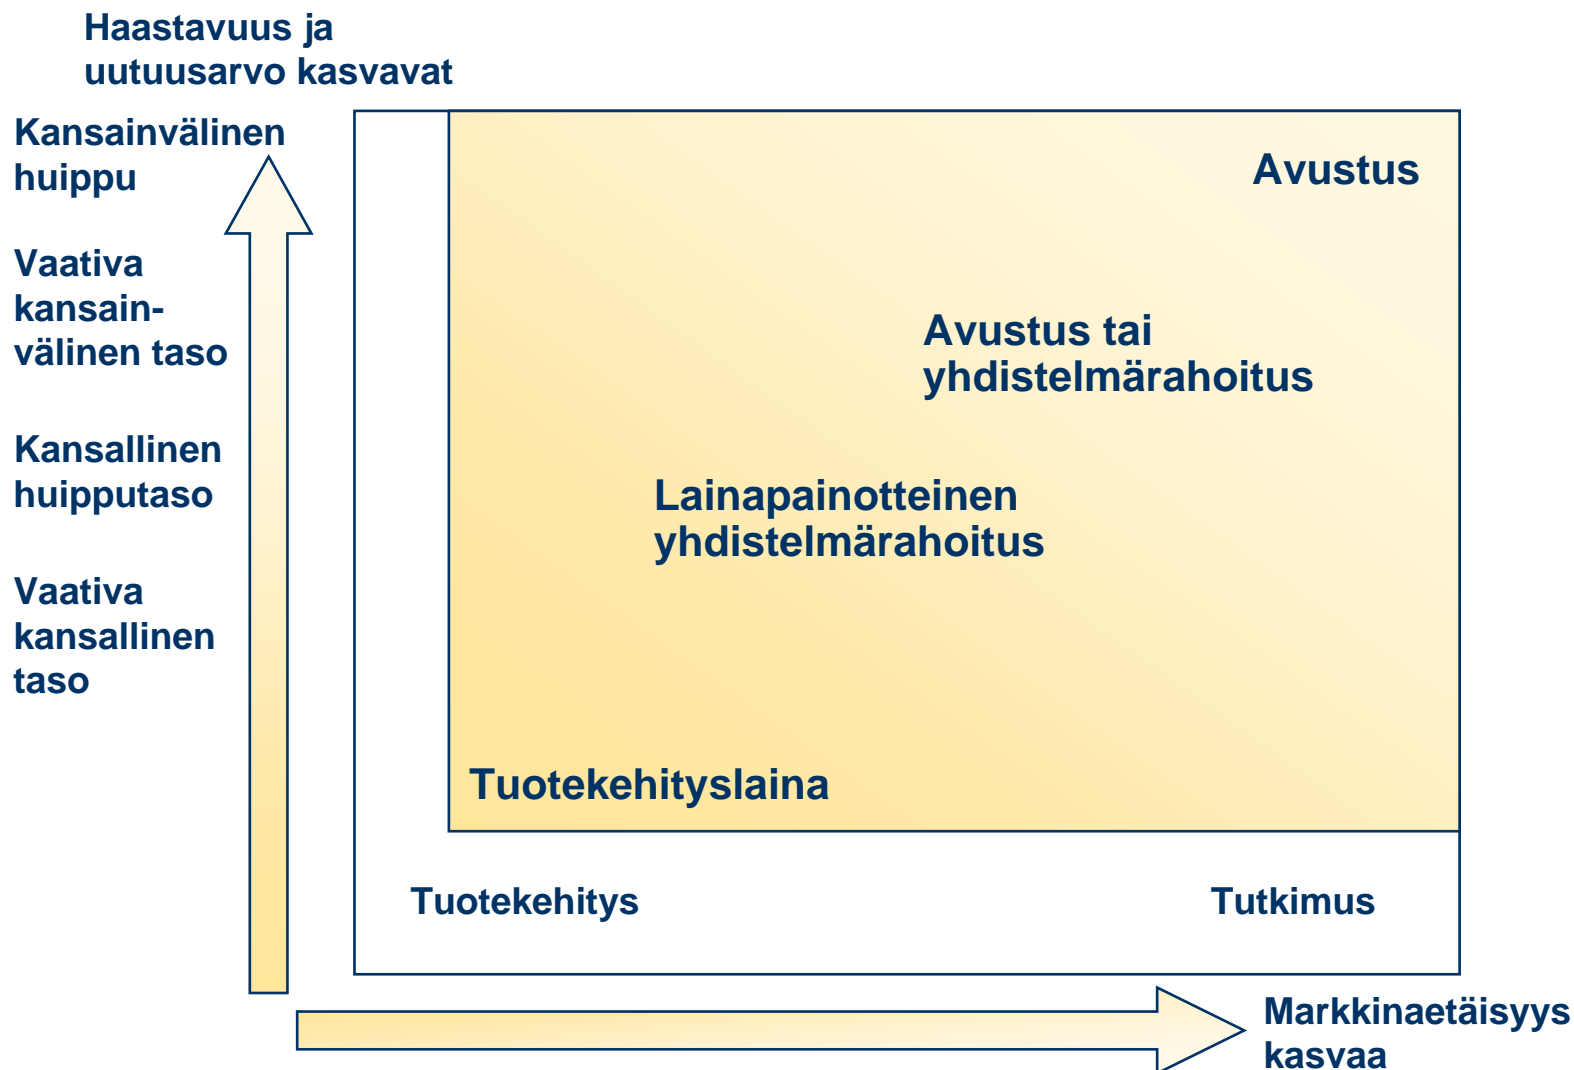 Haastavuus ja
uutuusarvo kasvavat
Kansainvälinen
huippu
Vaativa
kansain-
välinen taso
Kansallinen
huipputaso
Vaativa
kansallinen
taso
Avustus
Avustus tai
yhdistelmärahoitus
Lainapainotteinen
yhdistelmärahoitus
Tuotekehityslaina
Tuotekehitys
Tutkimus
Markkinaetäisyys
kasvaa